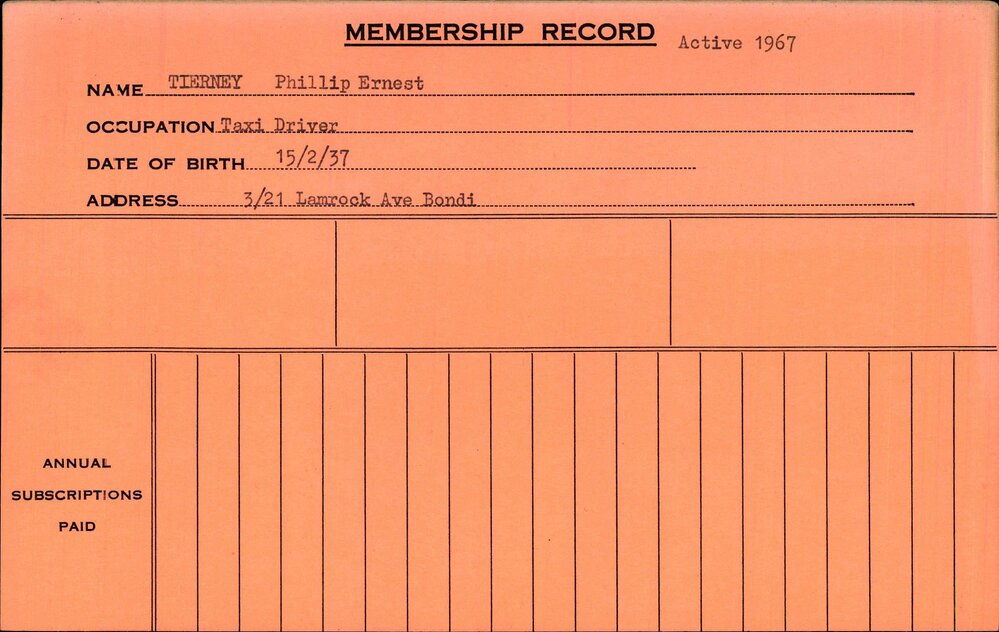 MEMBERSHIP RECORD Active 1967
NAME TIERNEY Phillip Ernest
OCCUPATION Taxi Driver
DATE OF BIRTH 15/2/37
ADDRESS 3/21 Lamrock Ave Bondi
ANNUAL
SUBSCRIPTIONS
PAID